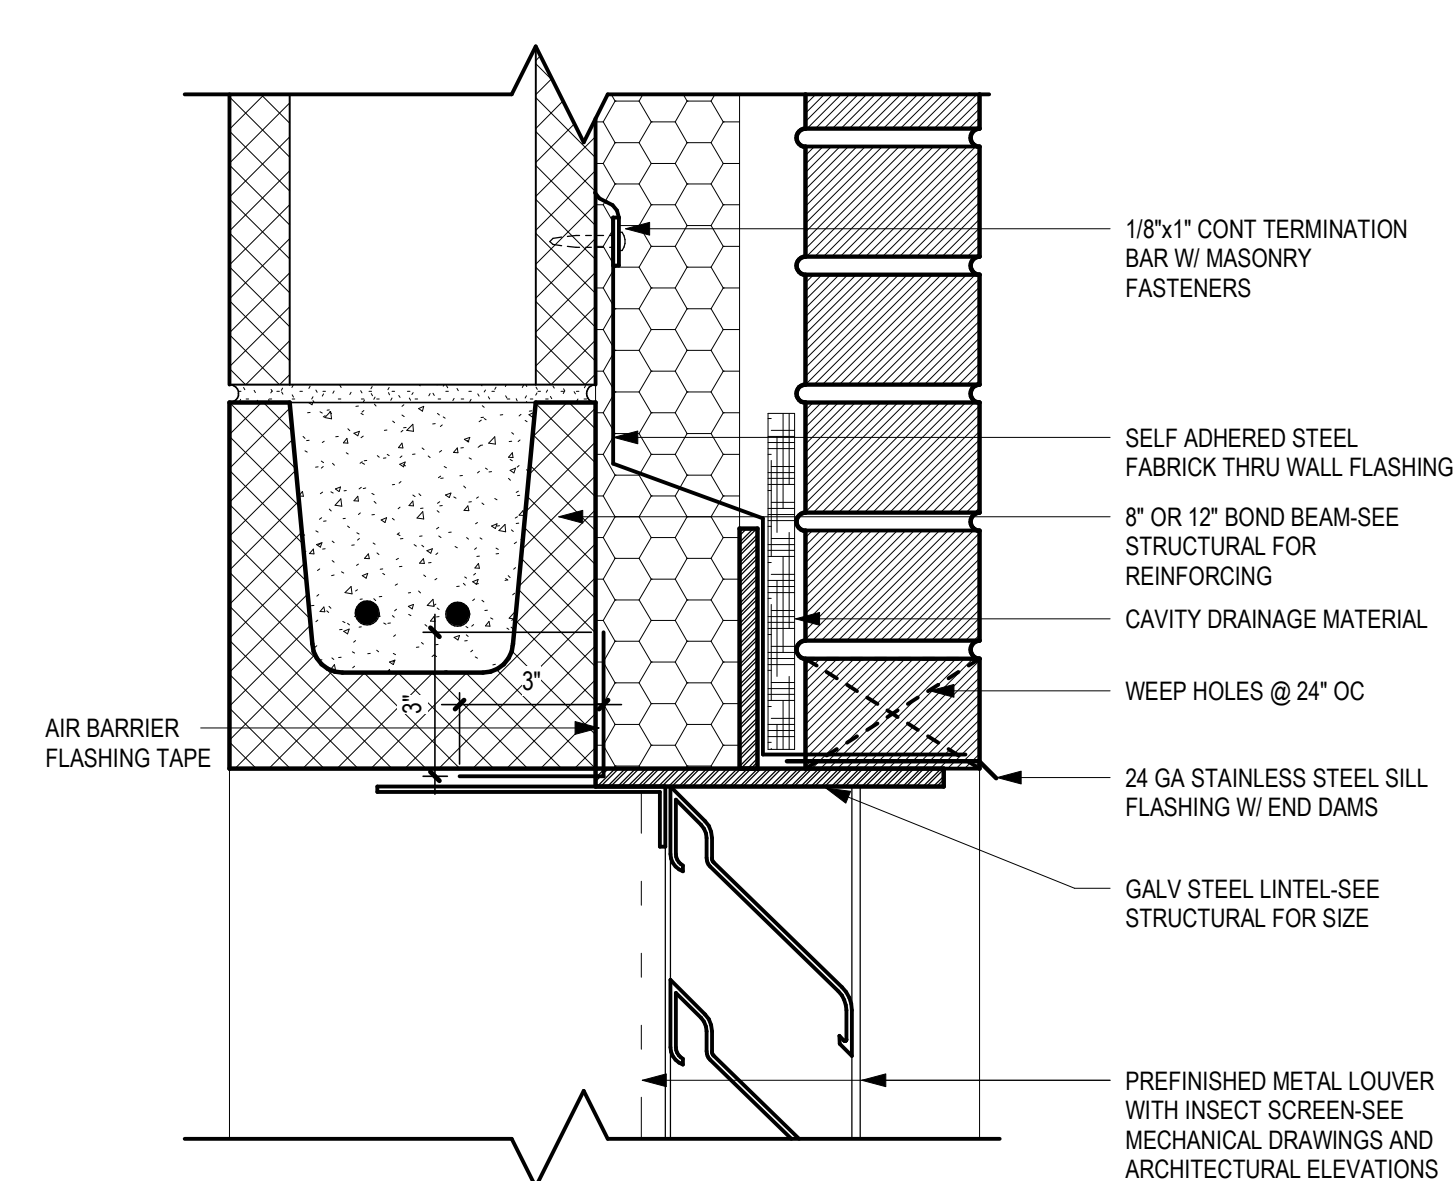 1/8"x1" CONT TERMINATION
BAR W/ MASONRY
FASTENERS
SELF ADHERED STEEL
FABRICK THRU WALL FLASHING
8" OR 12" BOND BEAM-SEE
STRUCTURAL FOR
REINFORCING
CAVITY DRAINAGE MATERIAL
WEEP HOLES @ 24" OC
3"
3"
AIR BARRIER
FLASHING TAPE
24 GA STAINLESS STEEL SILL
FLASHING W/ END DAMS
GALV STEEL LINTEL-SEE
STRUCTURAL FOR SIZE
PREFINISHED METAL LOUVER
WITH INSECT SCREEN-SEE
MECHANICAL DRAWINGS AND
ARCHITECTURAL ELEVATIONS